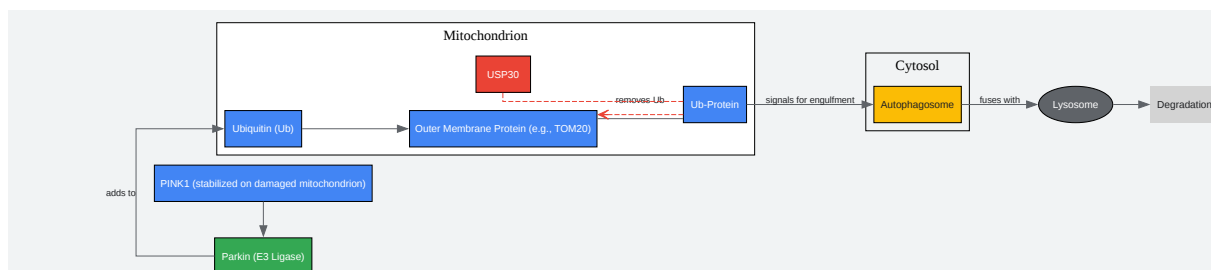 Mitochondrion
USP30
removes Ub
Ub-Protein
signals for engulfment
Cytosol
Autophagosome
fuses with
Lysosome
Degradation
Ubiquitin (Ub)
Outer Membrane Protein (e.g., TOM20)
PINK1 (stabilized on damaged mitochondrion)
adds to
Parkin (E3 Ligase)